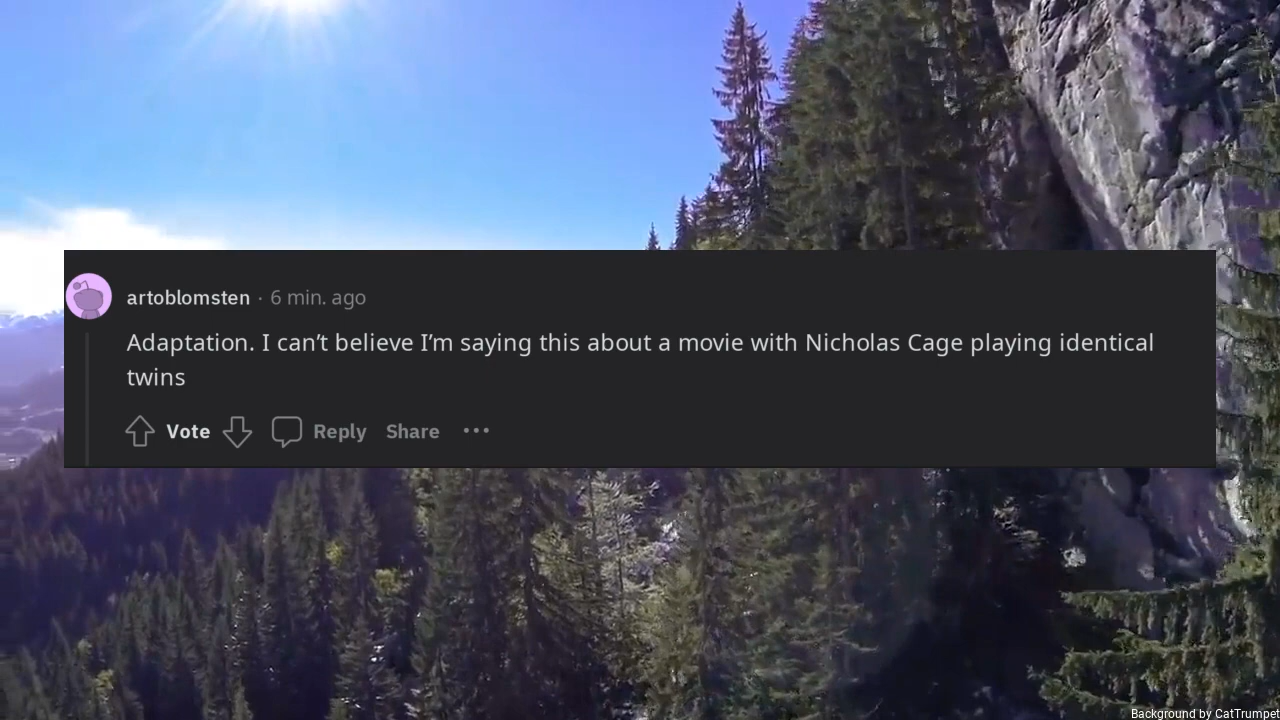 artoblomsten · 6 min. ago
Adaptation. I can’t believe I’m saying this about a movie with Nicholas Cage playing identical
twins
Vote Reply Share •••
Background by CatTrumpet